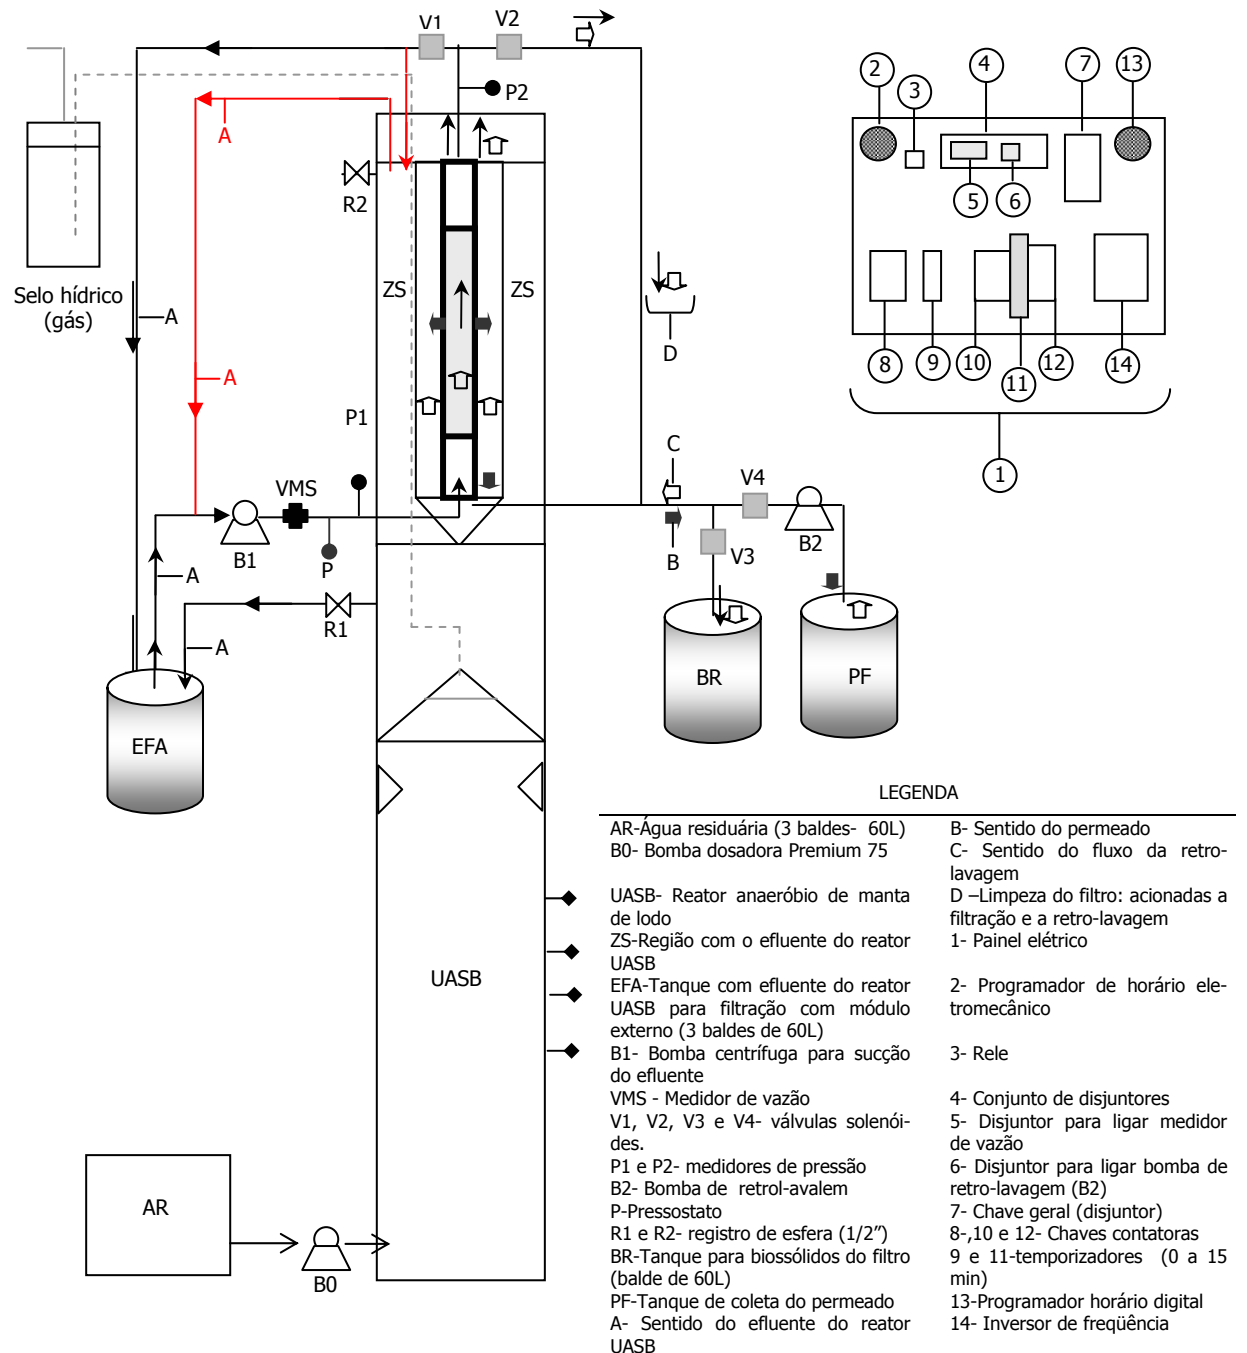 V1
V2
P2
A
R2
Selo hídrico
(gás)
A
ZS
ZS
A
P1
VMS
B1
P
A
R1
A
EFA
D
C
V4
B2
V3
B
BR
PF
2
3
4
7
13
5
6
8
9
10
11
12
14
1
UASB
AR
B0
LEGENDA
AR-Água residuária (3 baldes- 60L)
B0- Bomba dosadora Premium 75
UASB- Reator anaeróbio de manta
de lodo
ZS-Região com o efluente do reator
UASB
EFA-Tanque com efluente do reator
UASB para filtração com módulo
externo (3 baldes de 60L)
B1- Bomba centrífuga para sucção
do efluente
VMS - Medidor de vazão
V1, V2, V3 e V4- válvulas solenói-
des.
P1 e P2- medidores de pressão
B2- Bomba de retrol-avalem
P-Pressostato
R1 e R2- registro de esfera (1/2”)
BR-Tanque para biossólidos do filtro
(balde de 60L)
PF-Tanque de coleta do permeado
A- Sentido do efluente do reator
UASB
B- Sentido do permeado
C- Sentido do fluxo da retro-
lavagem
D –Limpeza do filtro: acionadas a
filtração e a retro-lavagem
1- Painel elétrico
2- Programador de horário ele-
tromecânico
3- Rele
4- Conjunto de disjuntores
5- Disjuntor para ligar medidor
de vazão
6- Disjuntor para ligar bomba de
retro-lavagem (B2)
7- Chave geral (disjuntor)
8-,10 e 12- Chaves contatoras
9 e 11-temporizadores (0 a 15
min)
13-Programador horário digital
14- Inversor de freqüência